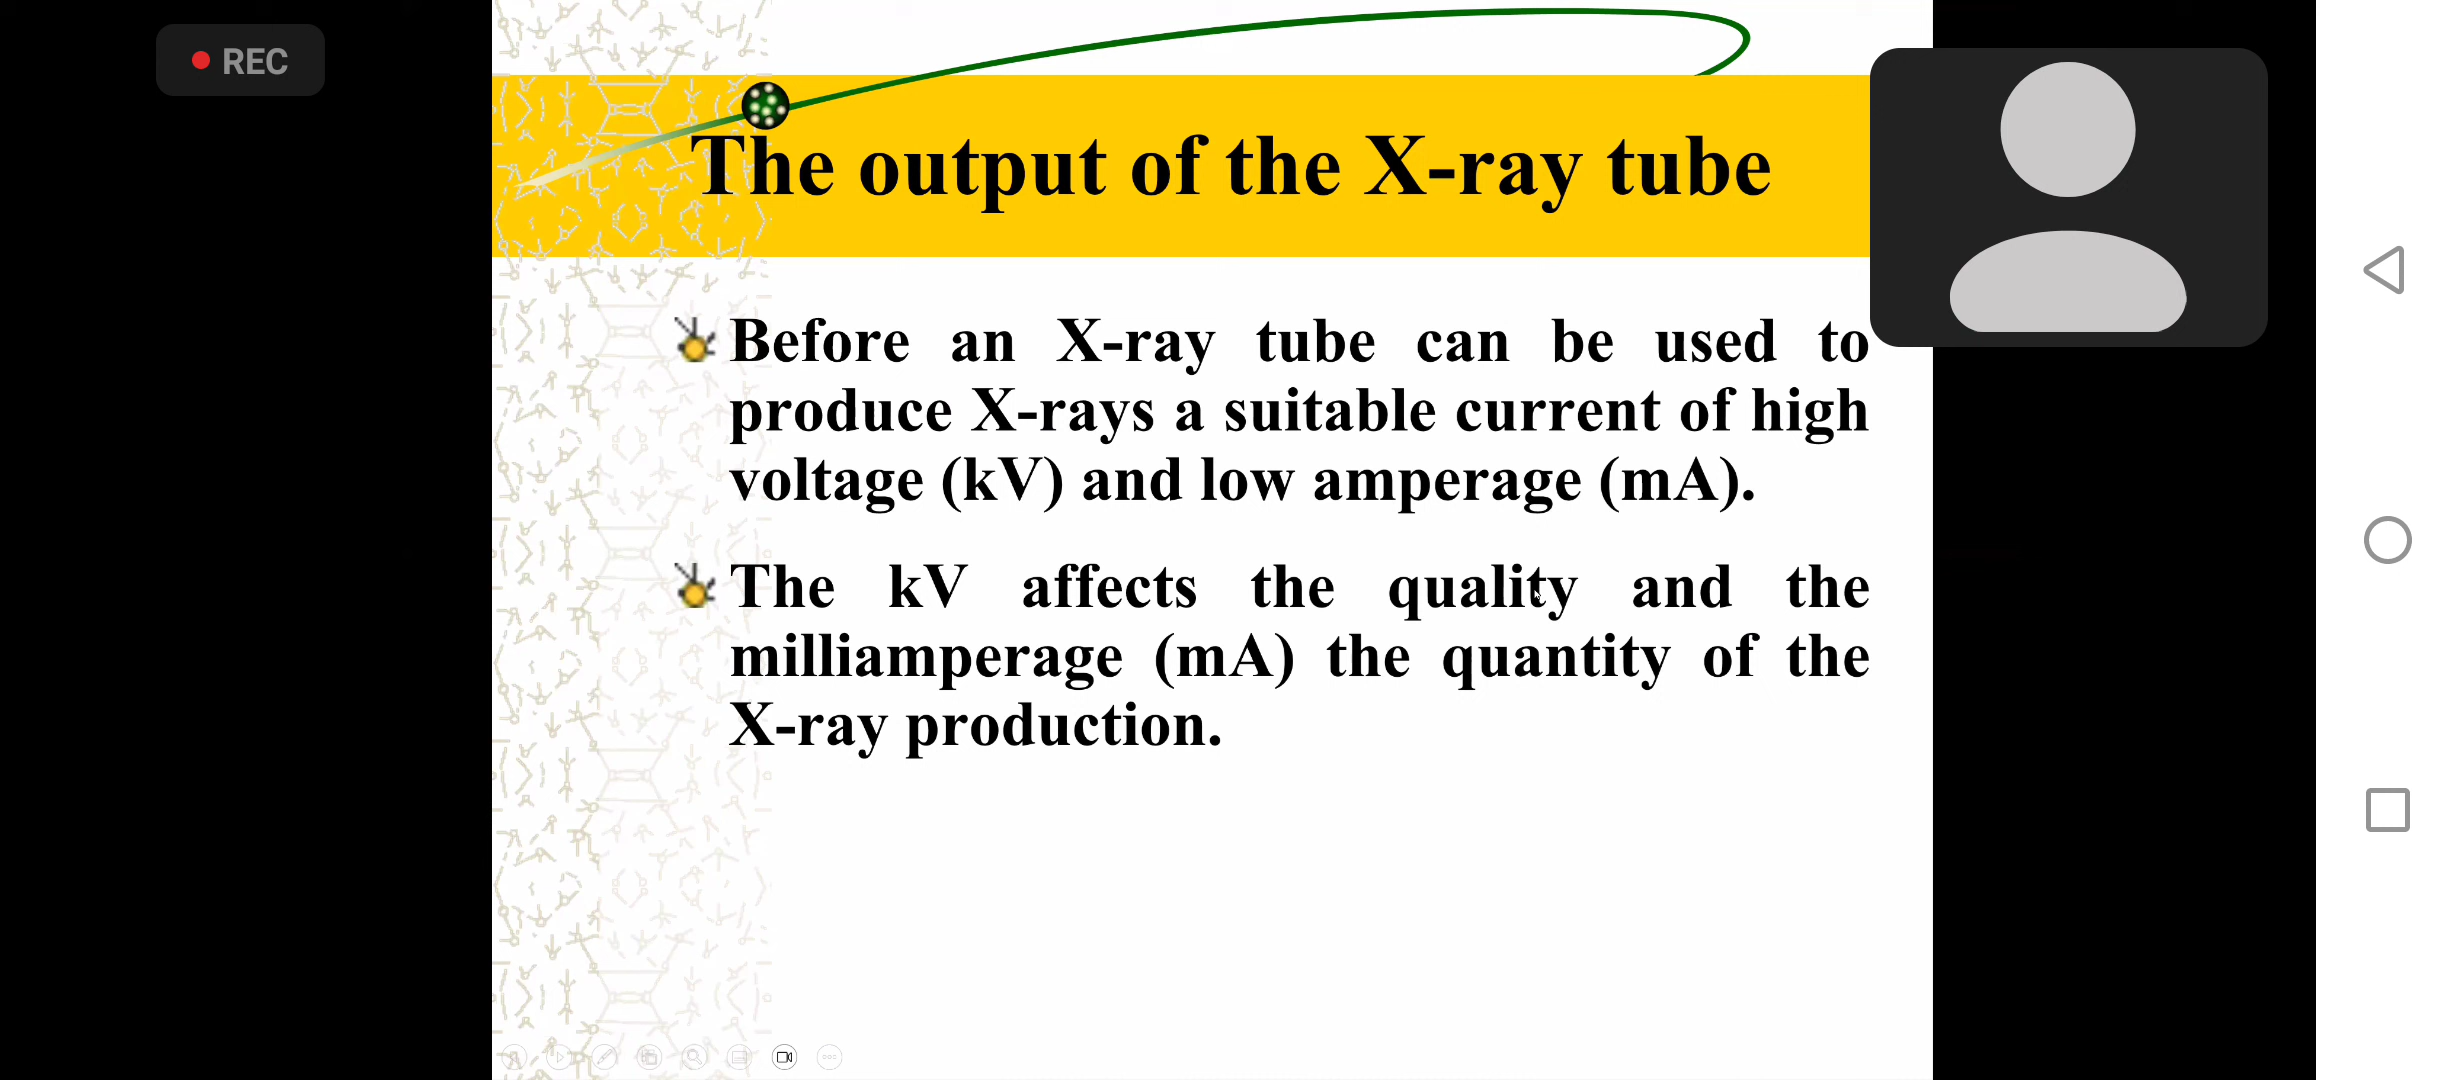 REC
The output of the X-ray tube
Before an X-ray tube can be used to
produce X-rays a suitable current of high
voltage (kV) and low amperage (mA).
The kV affects the quality and the
milliamperage (mA) the quantity of the
X-ray production.